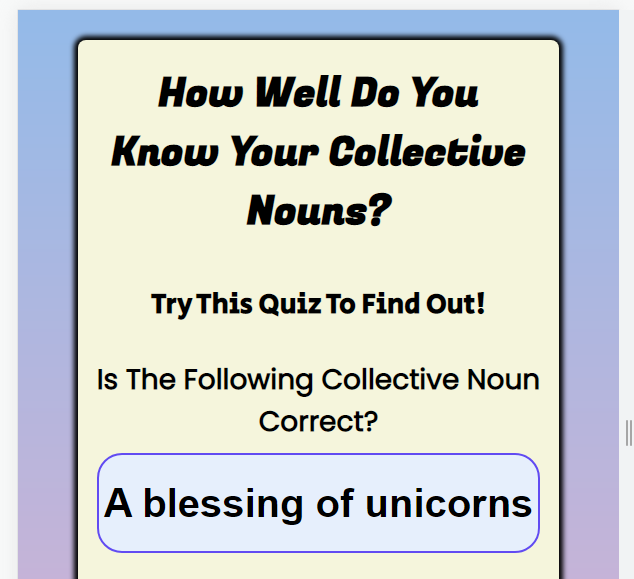 How Well Do You
Know Your Collective
Nouns?
Try This Quiz To Find Out!
Is The Following Collective Noun
Correct?
A blessing of unicorns